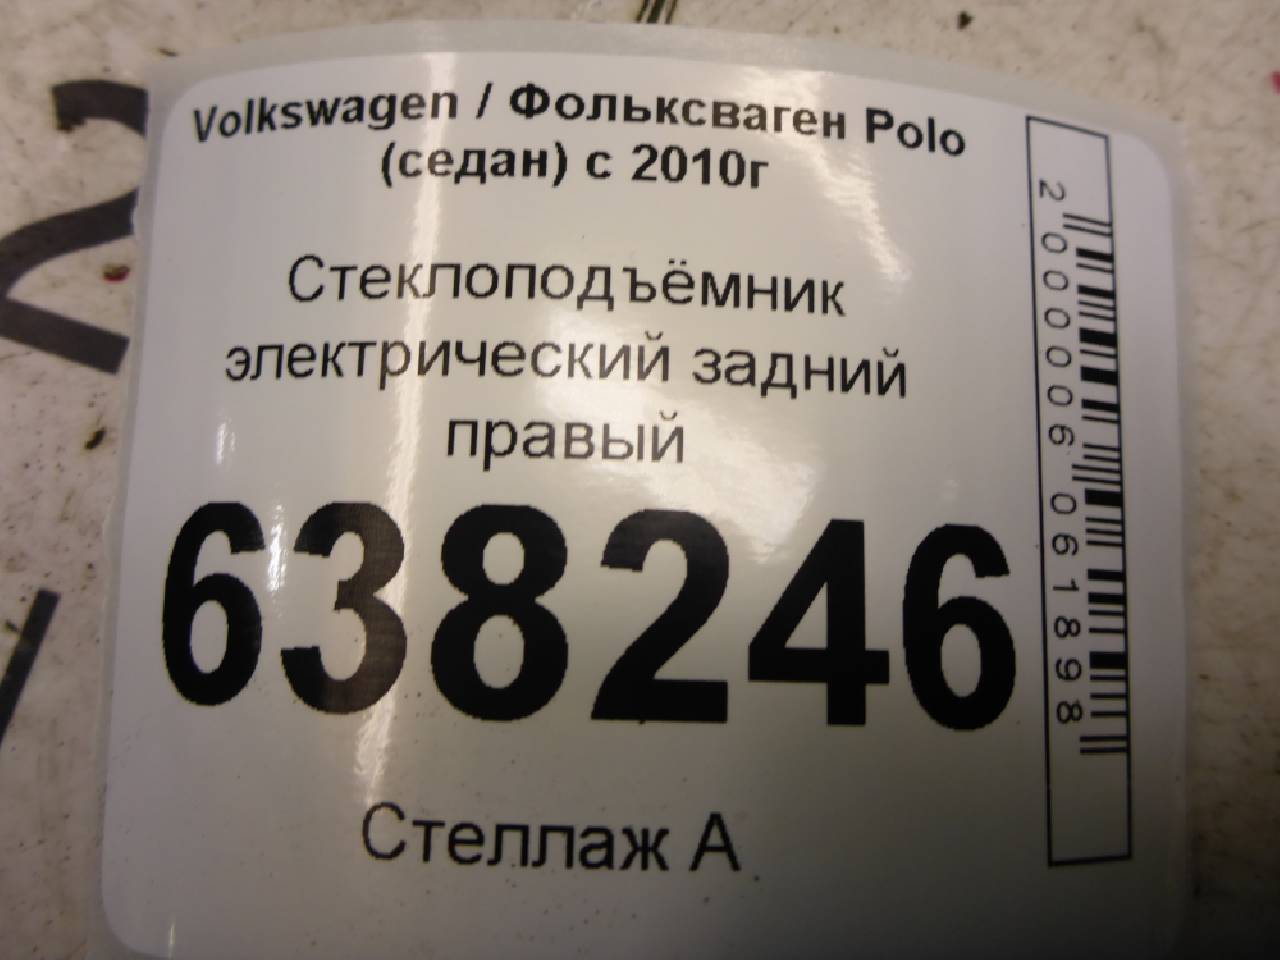 Volkswagen / Фольксваген Polo
(седан) с 2010г
Стеклоподъёмник
электрический задний
правый
638246
Стеллаж А
2000006061898